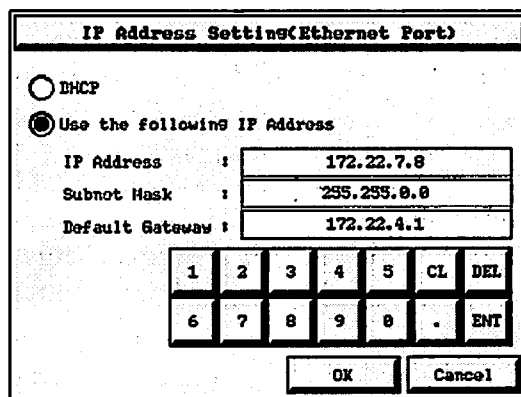 IP Address Setting(Ethernet Port)
DHCP
Use the following IP Address
IP Address : 172.22.7.8
Subnet Mask : 255.255.0.0
Default Gateway : 172.22.4.1
1 2 3 4 5 CL DEL
6 7 8 9 0 . ENT
OK Cancel